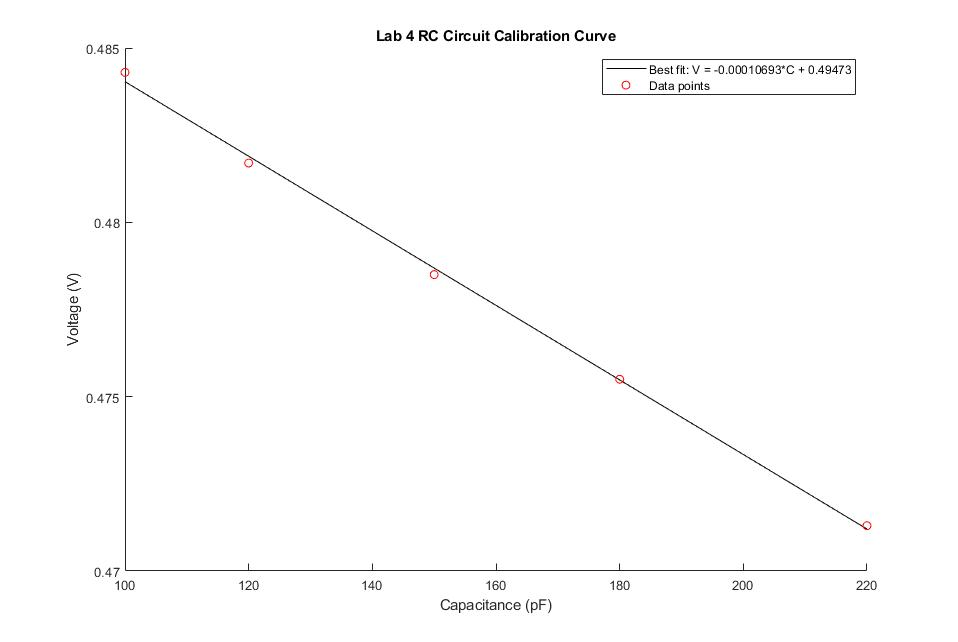 Lab 4 RC Circuit Calibration Curve
Best fit: V = -0.00010693*C + 0.49473
Data points
0.485
0.48
0.475
0.47
Voltage (V)
100 120 140 160 180 200 220
Capacitance (pF)